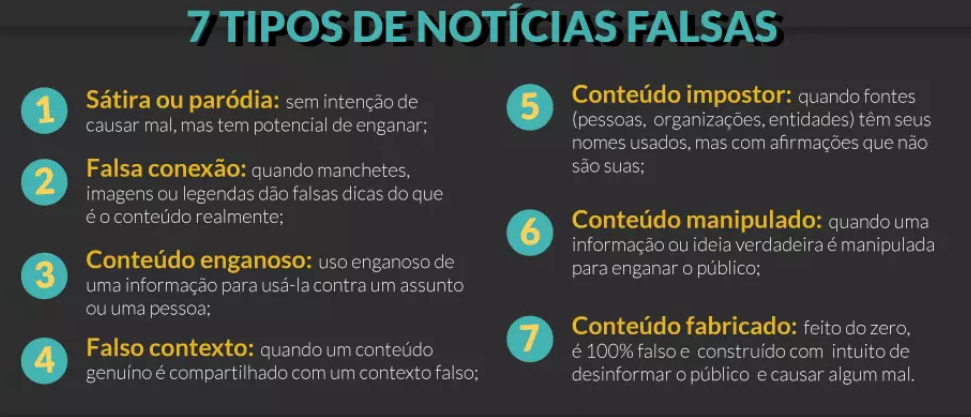 7 TIPOS DE NOTÍCIAS FALSAS
1
Sátira ou paródia: sem intenção de
causar mal, mas tem potencial de enganar;
2
Falsa conexão: quando manchetes,
imagens ou legendas dão falsas dicas do que
é o conteúdo realmente;
3
Conteúdo enganoso: uso enganoso de
uma informação para usá-la contra um assunto
ou uma pessoa;
4
Falso contexto: quando um conteúdo
genuíno é compartilhado com um contexto falso;
5
Conteúdo impostor: quando fontes
(pessoas, organizações, entidades) têm seus
nomes usados, mas com afirmações que não
são suas;
6
Conteúdo manipulado: quando uma
informação ou ideia verdadeira é manipulada
para enganar o público;
7
Conteúdo fabricado: feito do zero,
é 100% falso e construído com intuito de
desinformar o público e causar algum mal.